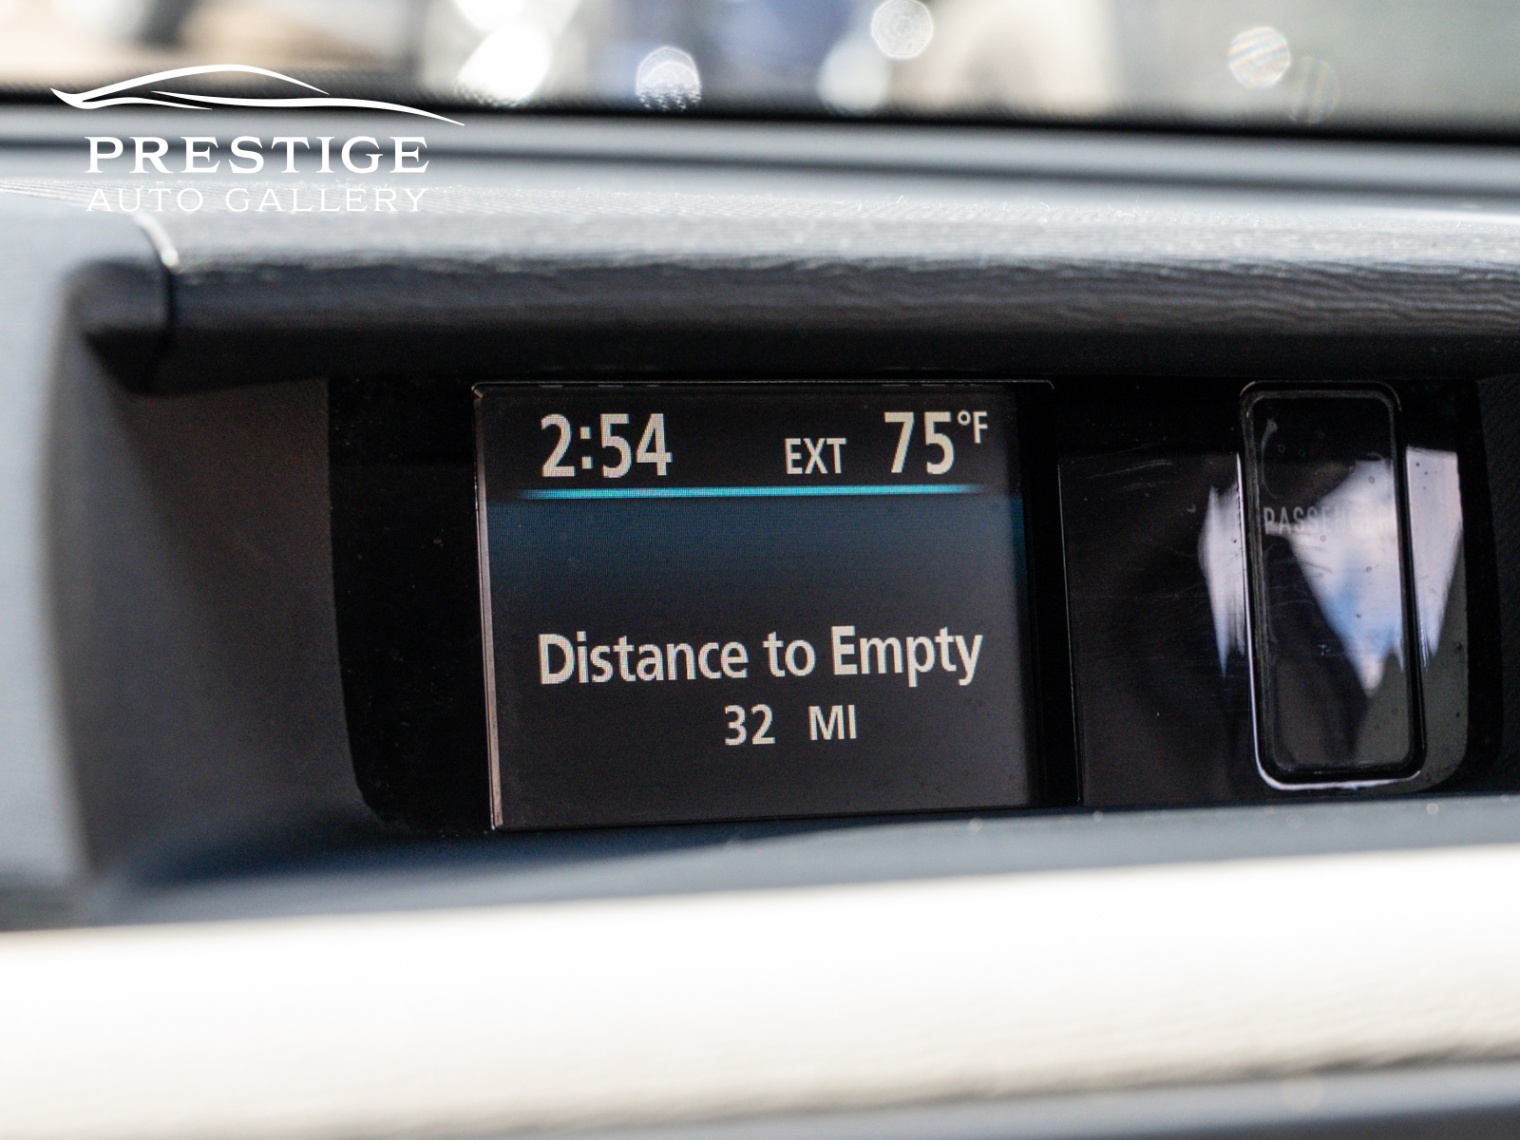 PRESTIGE
AUTO GALLERY
2:54 EXT 75°F
Distance to Empty
32 MI